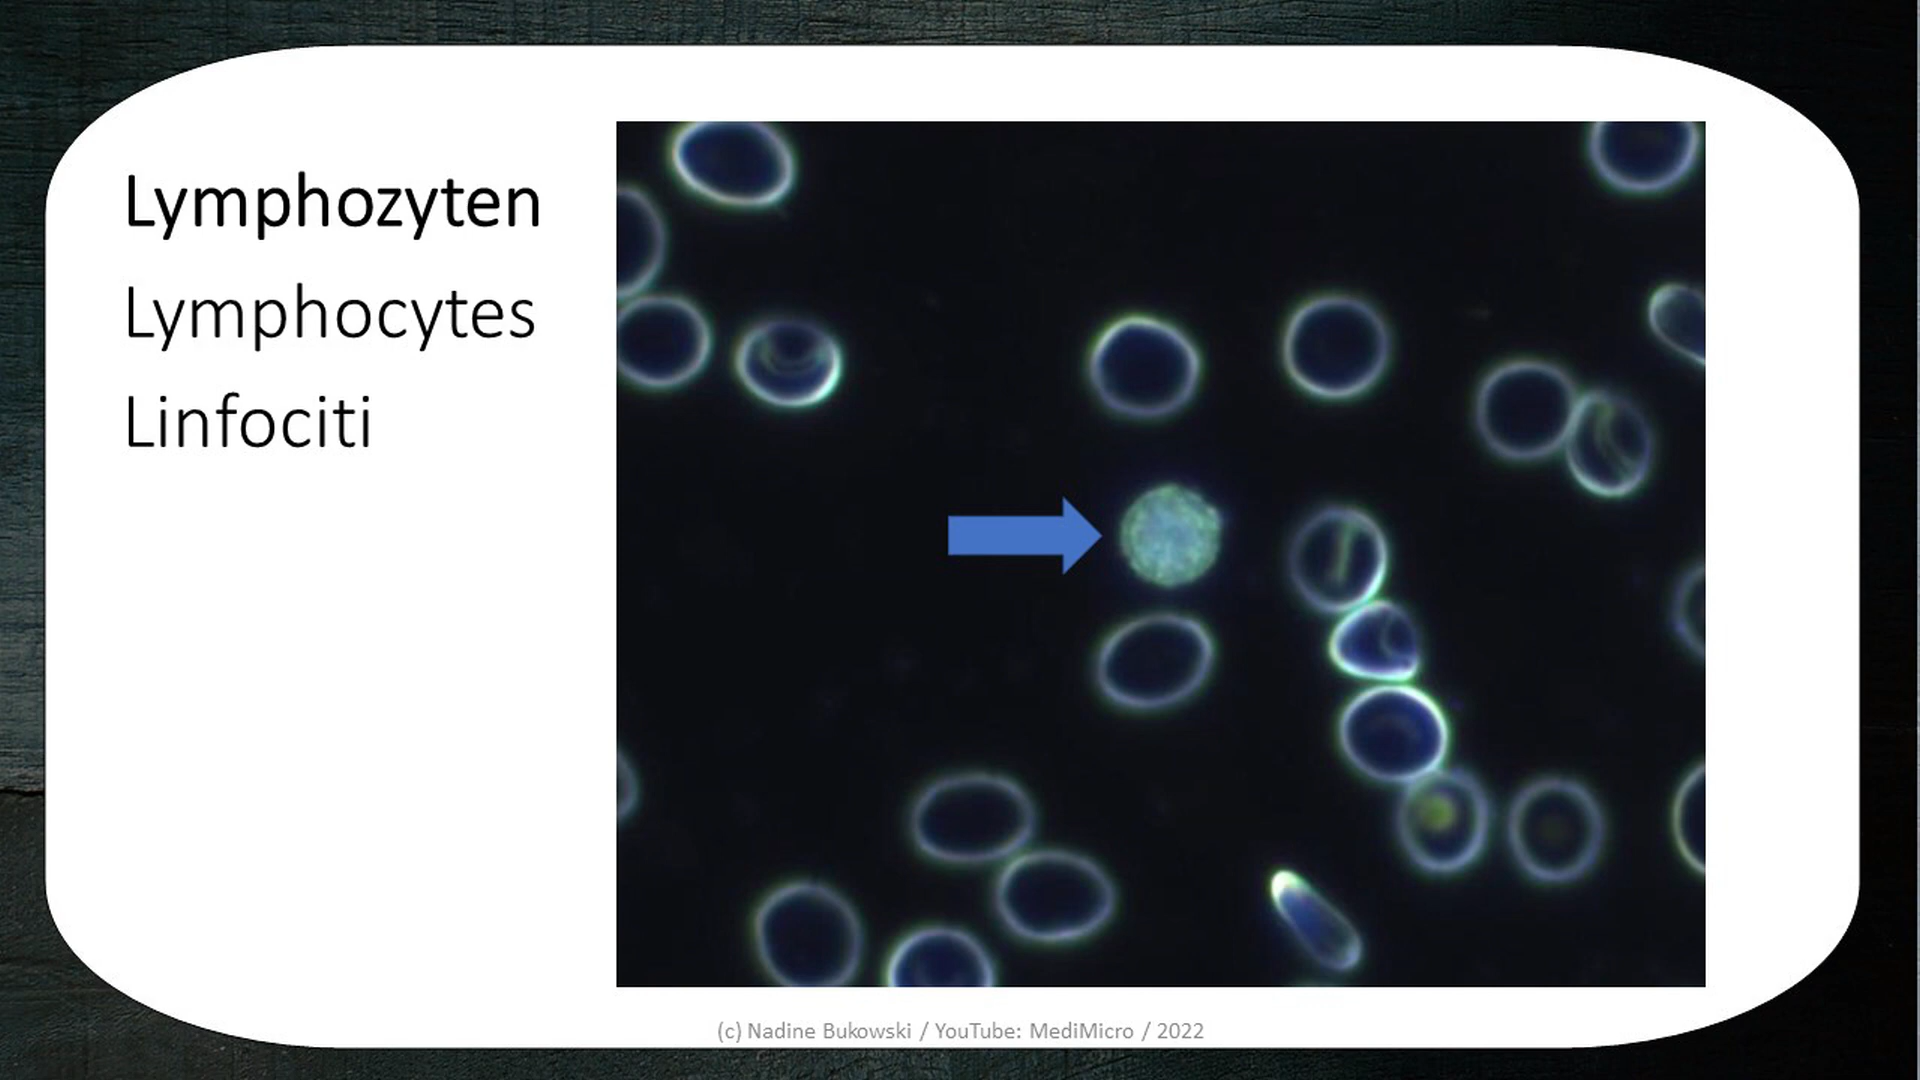 Lymphozyten
Lymphocytes
Linfociti
(c) Nadine Bukowski / YouTube: MediMicro / 2022